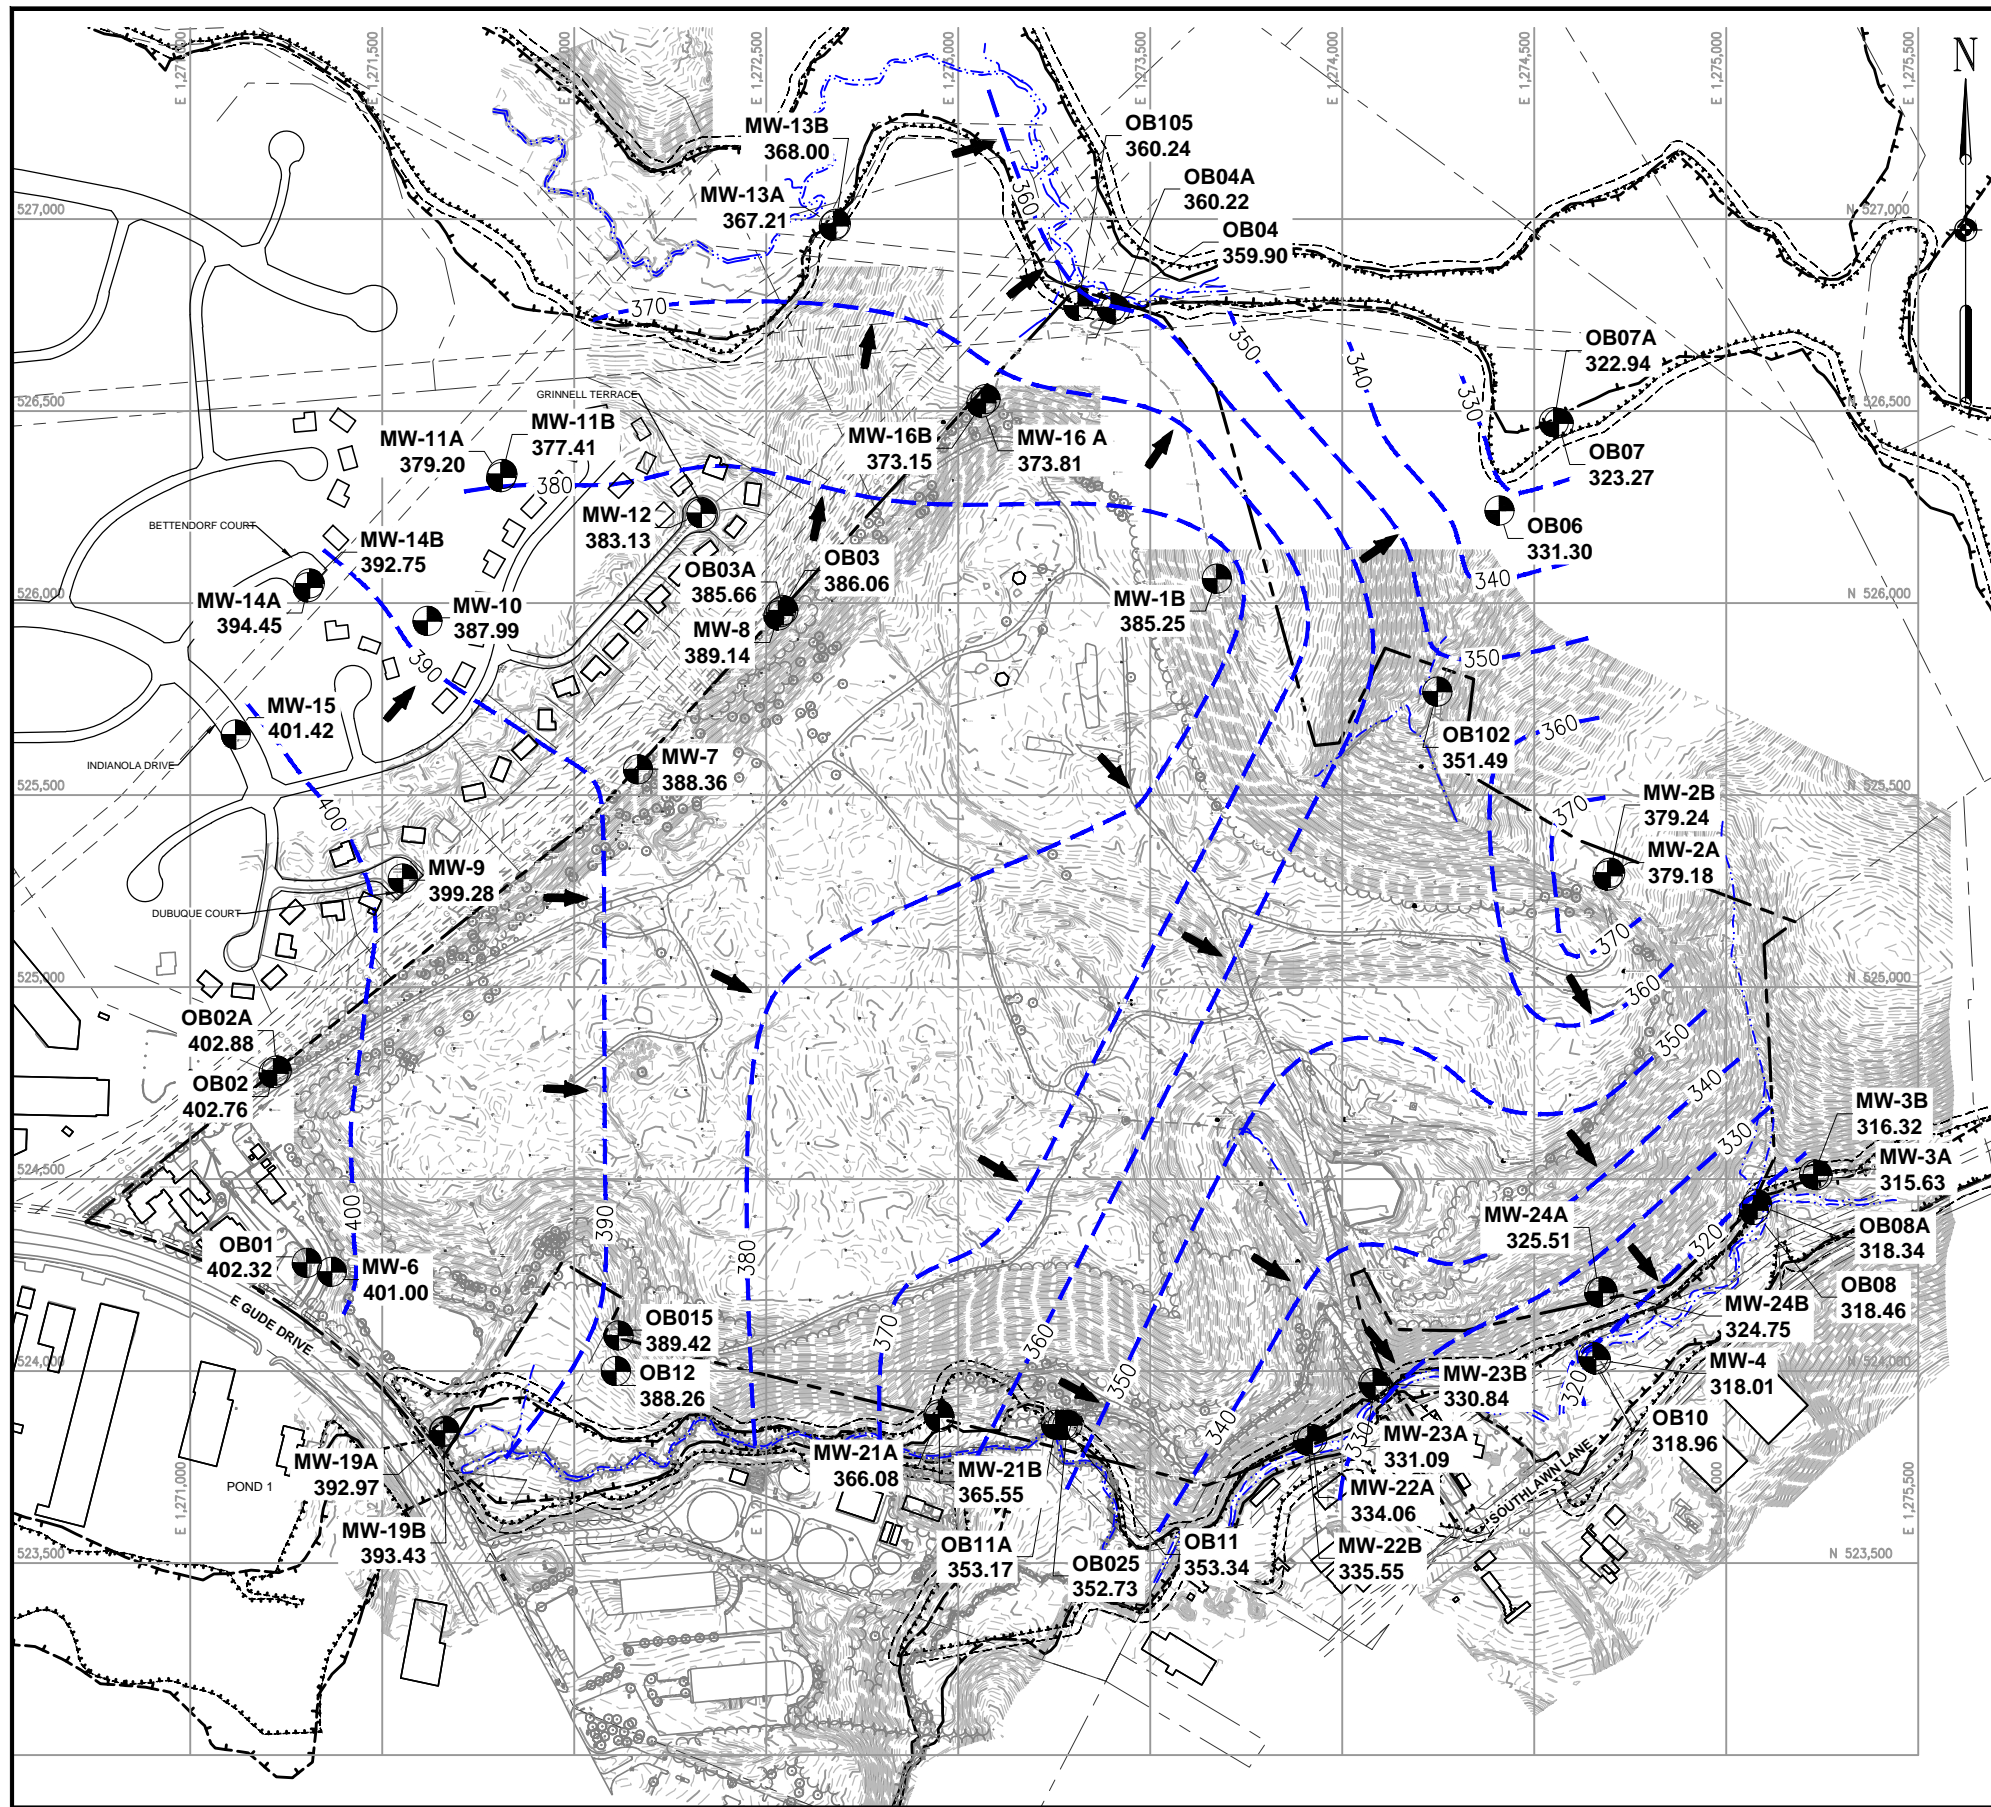 E 1,271,000
E 1,271,500
E 1,272,000
E 1,272,500
E 1,273,000
E 1,273,500
E 1,274,000
E 1,274,500
E 1,275,000
E 1,275,500
N
MW-13B
368.00
OB105
360.24
MW-13A
367.21
OB04A
360.22
360
527,000
N 527,000
OB04
359.90
370
350
340
330
OB07A
322.94
GRINNELL TERRACE
526,500
N 526,500
MW-11A
379.20
MW-11B
377.41
MW-16B
373.15
MW-16 A
373.81
OB07
323.27
380
MW-12
383.13
OB06
331.30
BETTENDORF COURT
MW-14B
392.75
OB03A
385.66
OB03
386.06
340
MW-14A
394.45
MW-10
387.99
MW-8
389.14
MW-1B
385.25
526,000
N 526,000
390
350
MW-15
401.42
360
OB102
351.49
INDIANOLA DRIVE
MW-7
388.36
525,500
N 525,500
400
370
MW-2B
379.24
MW-2A
379.18
MW-9
399.28
DUBUQUE COURT
370
525,000
N 525,000
360
OB02A
402.88
350
OB02
402.76
340
MW-3B
316.32
330
MW-3A
315.63
524,500
400
390
380
MW-24A
325.51
OB08A
318.34
320
OB01
402.32
MW-6
401.00
OB08
318.46
E GUDE DRIVE
OB015
389.42
370
360
350
MW-24B
324.75
524,000
N 524,000
OB12
388.26
MW-23B
330.84
MW-4
318.01
320
340
330
OB10
318.96
MW-19A
392.97
MW-21A
366.08
MW-21B
365.55
MW-23A
331.09
POND 1
MW-22A
334.06
SOUTHLAWN LANE
MW-19B
393.43
OB11A
353.17
OB025
352.73
OB11
353.34
MW-22B
335.55
523,500
N 523,500
E 1,271,000
E 1,275,500